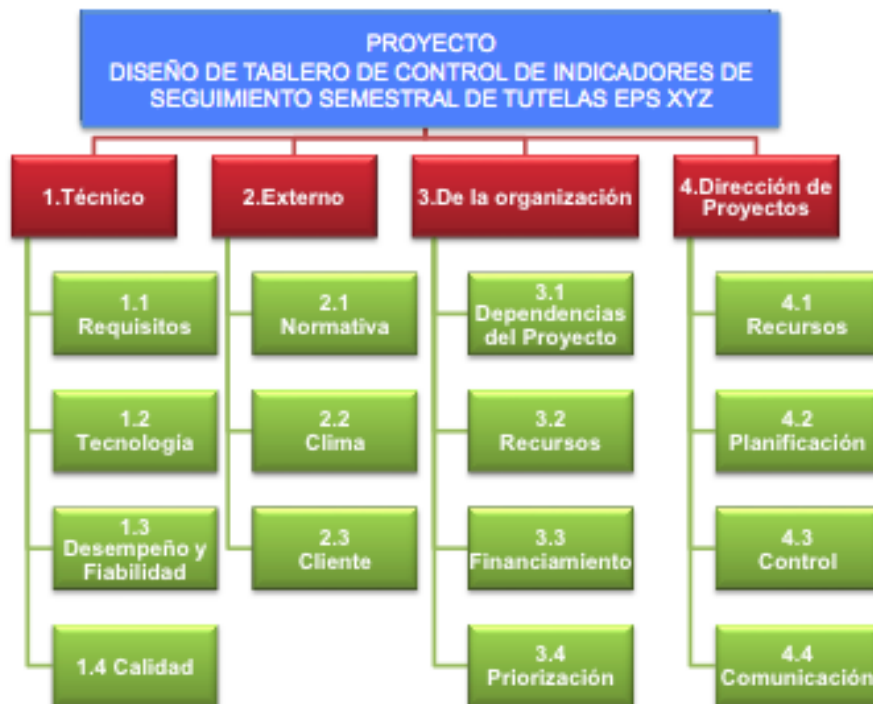 PROYECTO
DISEÑO DE TABLERO DE CONTROL DE INDICADORES DE
SEGUIMIENTO SEMESTRAL DE TUTELAS EPS XYZ
1.Técnico
1.1
Requisitos
1.2
Tecnología
1.3
Desempeño y
Fiabilidad
1.4 Calidad
2.Externo
2.1
Normativa
2.2
Clima
2.3
Cliente
3.De la organización
3.1
Dependencias
del Proyecto
3.2
Recursos
3.3
Financiamiento
3.4
Priorización
4.Dirección de
Proyectos
4.1
Recursos
4.2
Planificación
4.3
Control
4.4
Comunicación